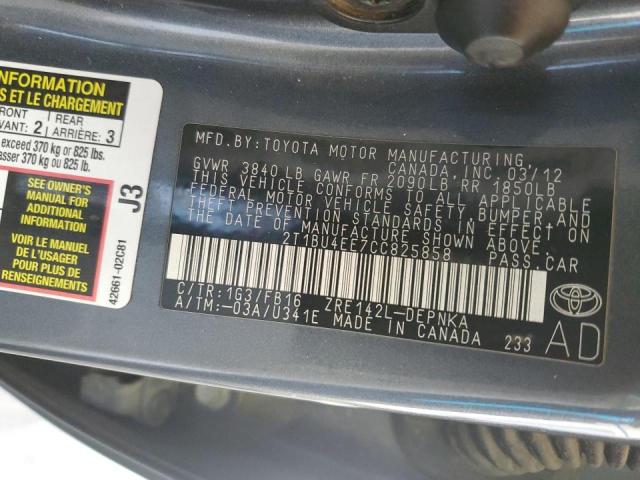 INFORMATION
S ET LE CHARGEMENT
FRONT
VANT: 2
REAR
ARRIÈRE: 3
exceed 370 kg or 825 lbs.
asser 370 kg ou 825 lb.
SEE OWNER'S
MANUAL FOR
ADDITIONAL
INFORMATION
VOIR LE MANUEL
DE L'USAGER
POUR PLUS DE
RENSEIGNEMENTS
J3
42661-02C81
MFD.BY:TOYOTA MOTOR MANUFACTURING
CANADA, INC. 03/12
GVWR 3840LB GAWR FR 2090LB RR 1850LB
THIS VEHICLE CONFORMS TO ALL APPLICABLE
FEDERAL MOTOR VEHICLE SAFETY, BUMPER, AND
THEFT PREVENTION STANDARDS IN EFFECT ON
THE DATE OF MANUFACTURE SHOWN ABOVE.
2T1BU4EE7CC825858 PASS.CAR
C/TR:1G3/FB16 ZRE142L-DEPNKA
A/TM:-03A/U341E MADE IN CANADA 233
AD